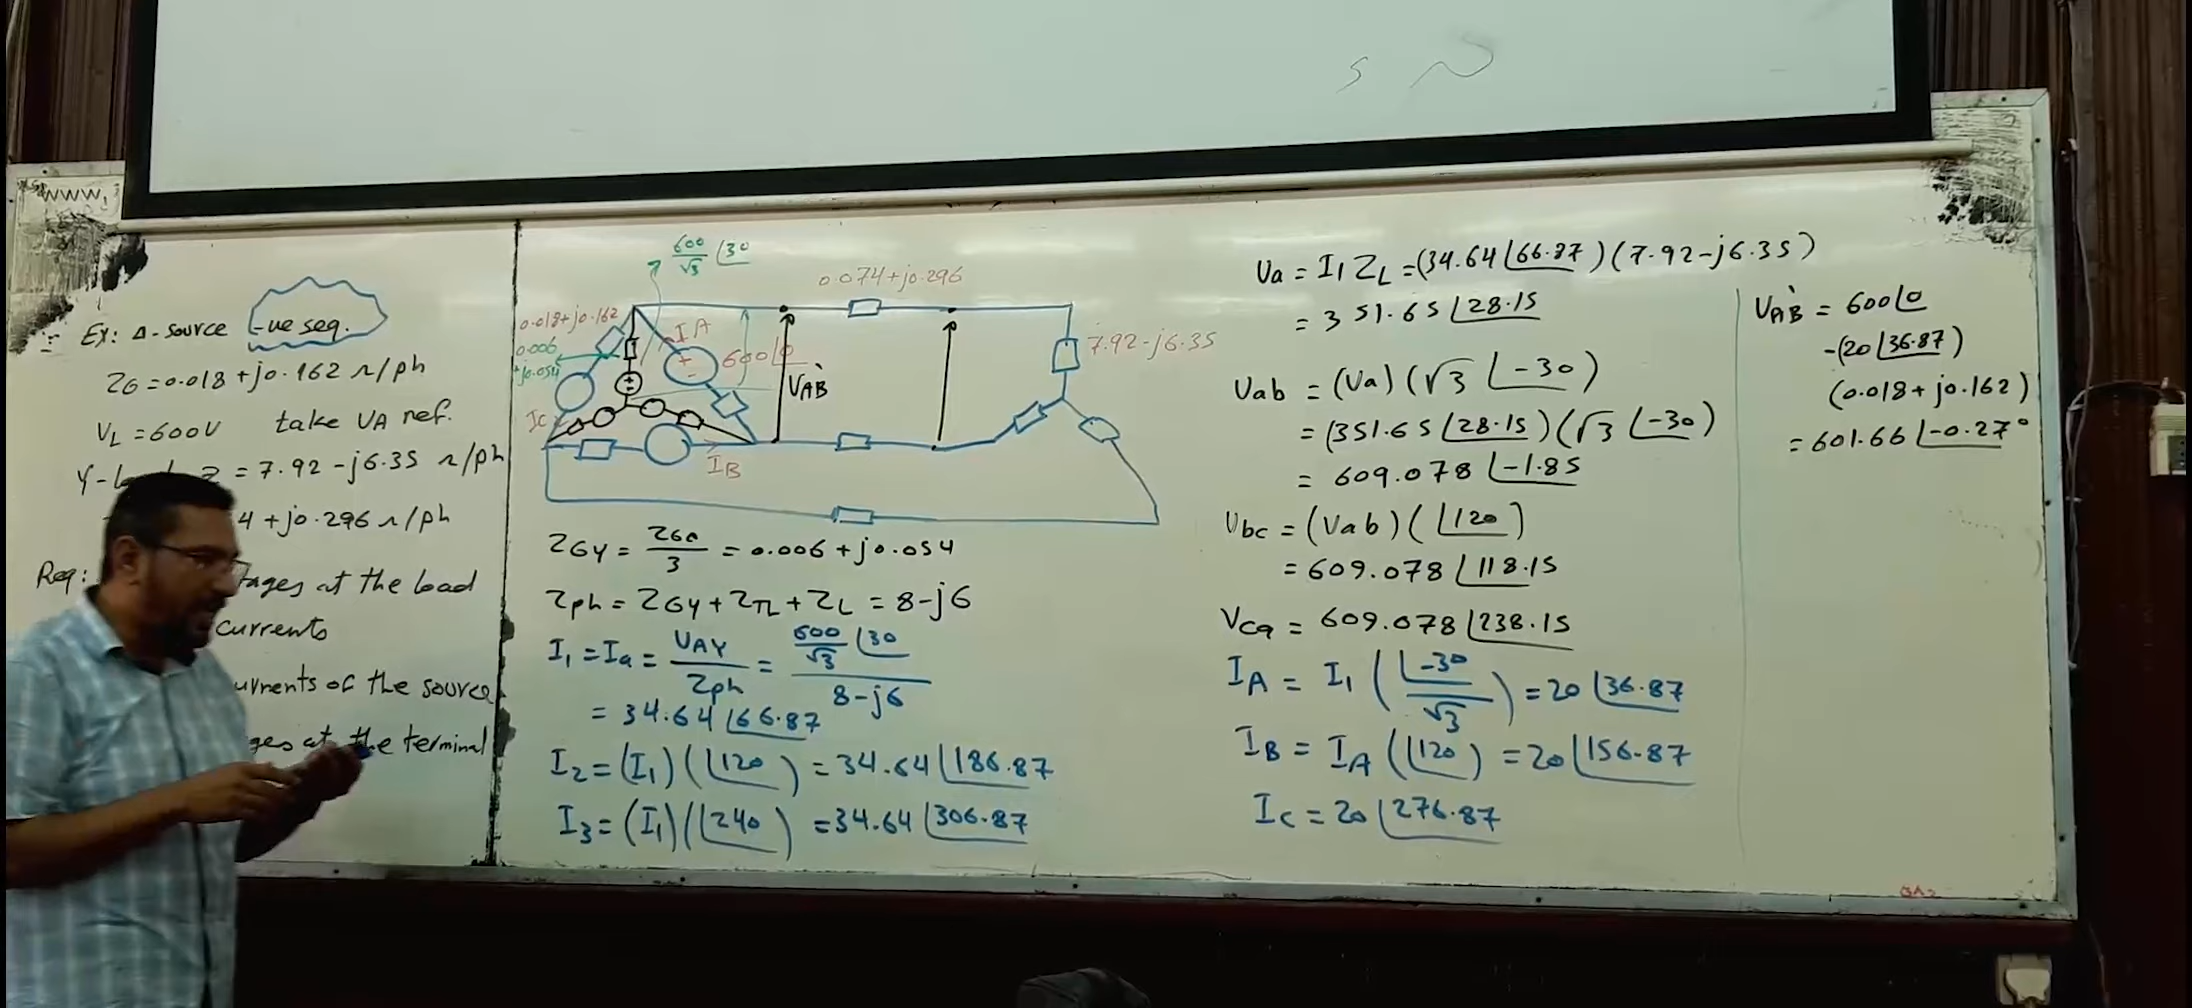 www.
Ex: Δ-source -ve seq.
ZG = 0.018 + j0.162 Ω/ph
VL = 600V take VA ref.
Y-L = 7.92 - j6.35 Ω/ph
4 + j0.296 Ω/ph
Req: ages at the load
currents
urrents of the source
ges at the terminal
600/√3 ∠30
0.074+j0.296
0.018+j0.162
0.006
+j0.054
IA
600∠0
VA'B'
7.92-j6.35
IC
IB
ZGY = ZGΔ/3 = 0.006 + j0.054
Zph = ZGY + ZTL + ZL = 8-j6
I1 = Ia = VAY/Zph = 600/√3 ∠30 / 8-j6
= 34.64 ∠66.87
I2 = (I1)(∠120) = 34.64 ∠186.87
I3 = (I1)(∠240) = 34.64 ∠306.87
Va = I1 ZL = (34.64 ∠66.87)(7.92-j6.35)
= 351.65 ∠28.15
Vab = (Va)(√3 ∠-30)
= (351.65 ∠28.15)(√3 ∠-30)
= 609.078 ∠-1.85
Vbc = (Vab)(∠120)
= 609.078 ∠118.15
Vca = 609.078 ∠238.15
IA = I1 (∠-30/√3) = 20 ∠36.87
IB = IA (∠120) = 20 ∠156.87
IC = 20 ∠276.87
VA'B' = 600∠0
-(20 ∠36.87)
(0.018+j0.162)
= 601.66 ∠-0.27°